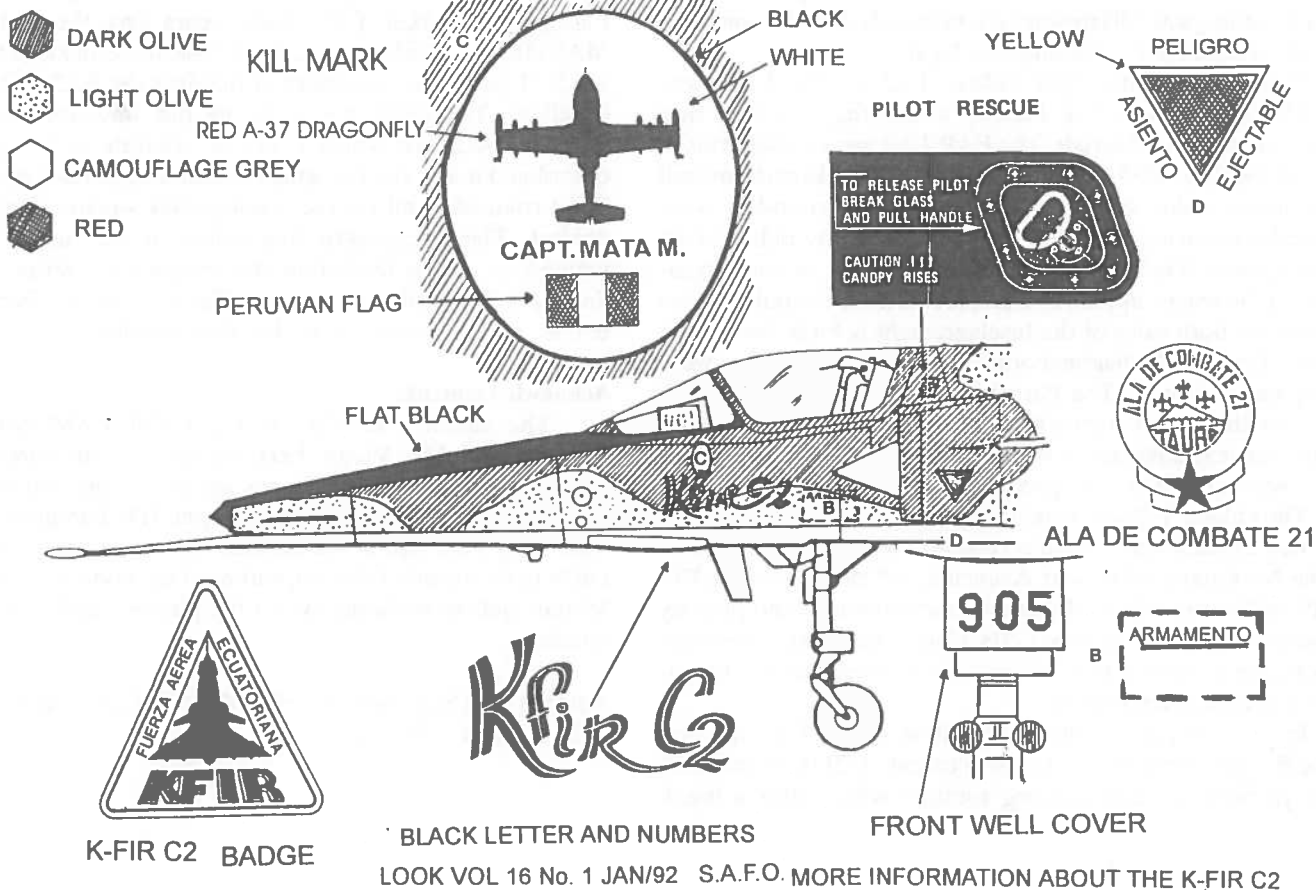 DARK OLIVE
LIGHT OLIVE
CAMOUFLAGE GREY
RED
KILL MARK
C
BLACK
WHITE
RED A-37 DRAGONFLY
CAPT. MATA M.
PERUVIAN FLAG
PILOT RESCUE
TO RELEASE PILOT
BREAK GLASS
AND PULL HANDLE
CAUTION !!!
CANOPY RISES
YELLOW
PELIGRO
ASIENTO
EJECTABLE
D
FLAT BLACK
C
KfiR C2
B
D
ALA DE COMBATE 21
TAURA
ALA DE COMBATE 21
FUERZA AEREA
ECUATORIANA
KFIR
K-FIR C2 BADGE
KfiR C2
BLACK LETTER AND NUMBERS
905
FRONT WELL COVER
B
ARMAMENTO
LOOK VOL 16 No. 1 JAN/92 S.A.F.O. MORE INFORMATION ABOUT THE K-FIR C2